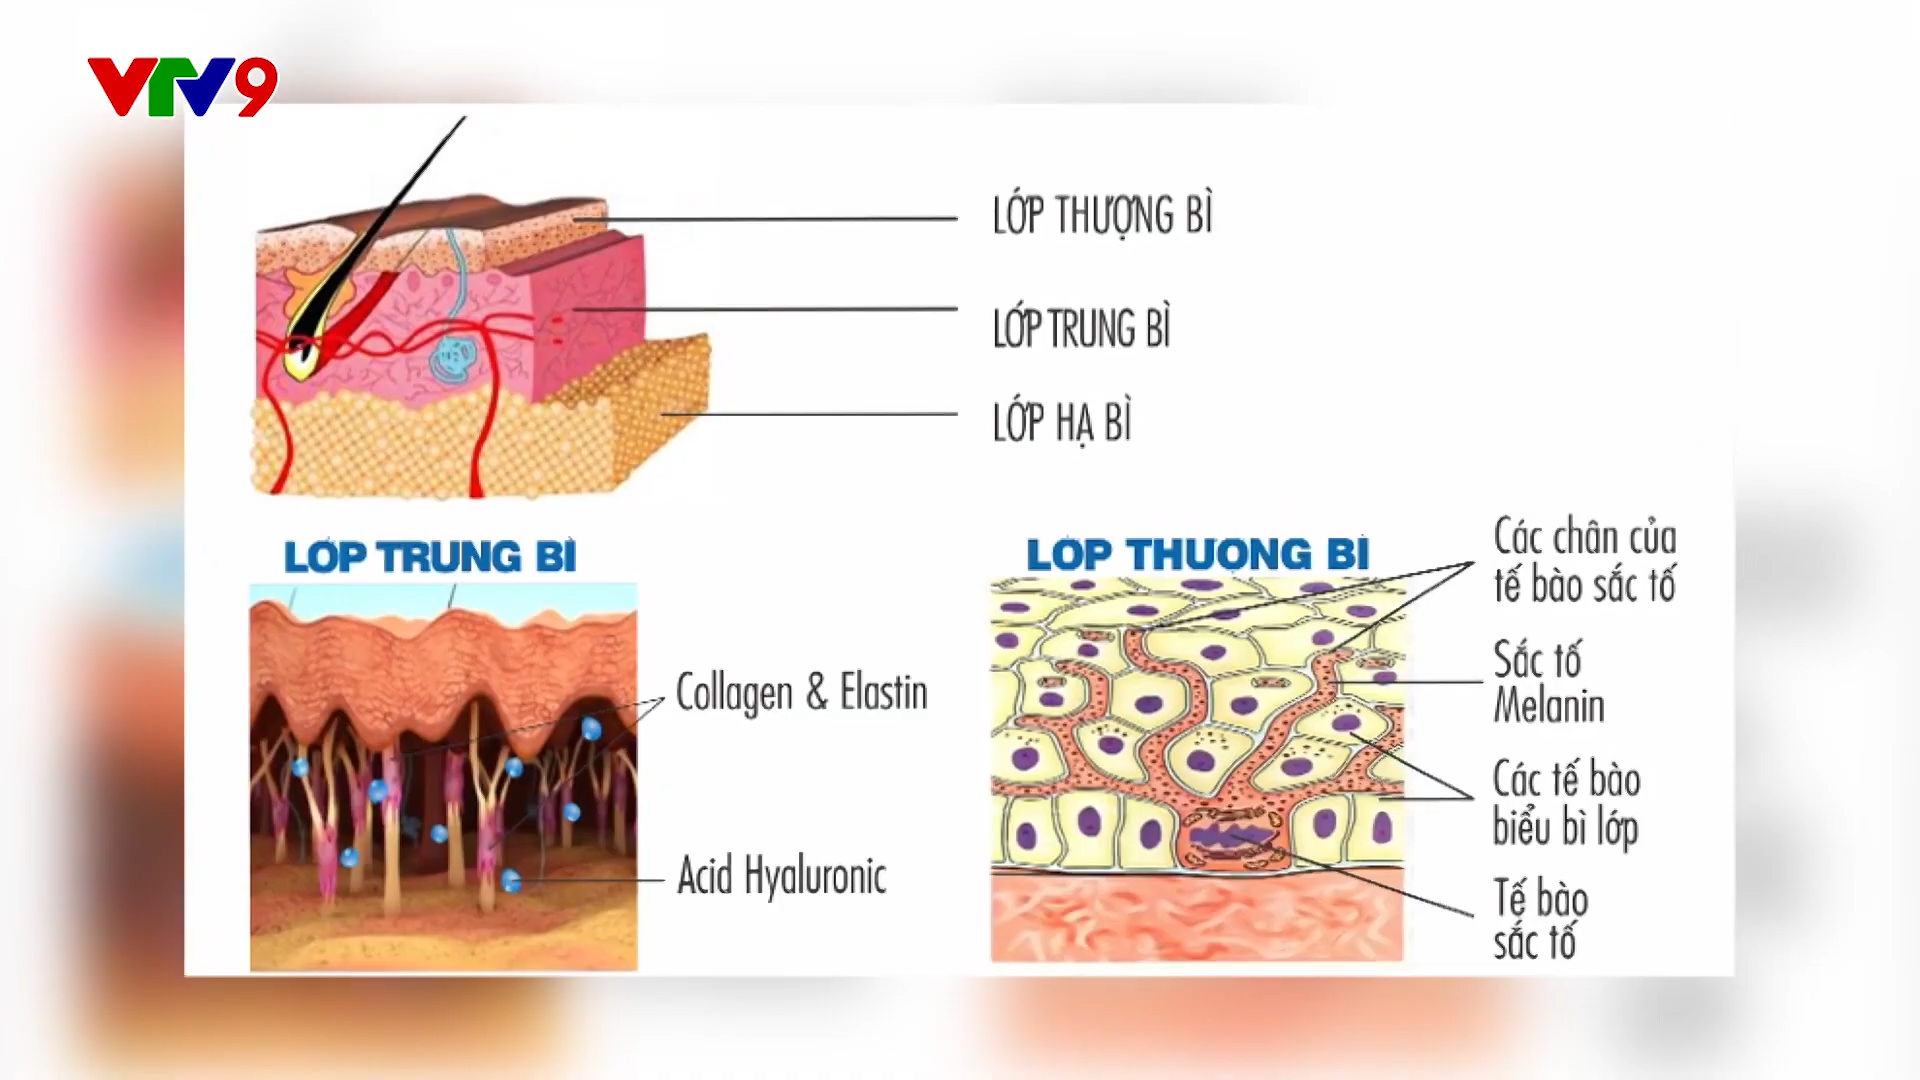 VTV9
LỚP THƯỢNG BÌ
LỚP TRUNG BÌ
LỚP HẠ BÌ
LỚP TRUNG BÌ
Collagen & Elastin
Acid Hyaluronic
LỚP THƯỢNG BÌ
Các chân của
tế bào sắc tố
Sắc tố
Melanin
Các tế bào
biểu bì lớp
Tế bào
sắc tố